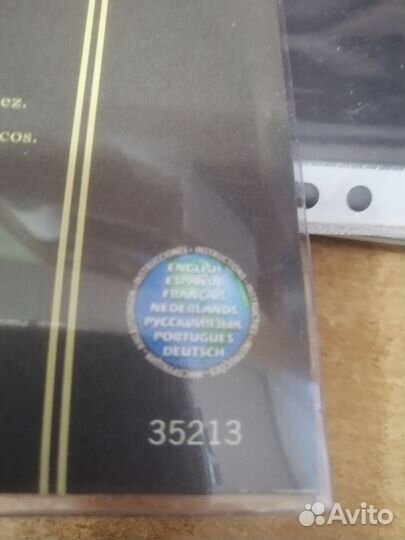 ez.
cos.
INSTRUCCIONES • INSTRUCTIONS •
ENGLISH
ESPAÑOL
FRANÇAIS
NEDERLANDS
РУССКИЙ ЯЗЫК
PORTUGUES
DEUTSCH
35213
Avito